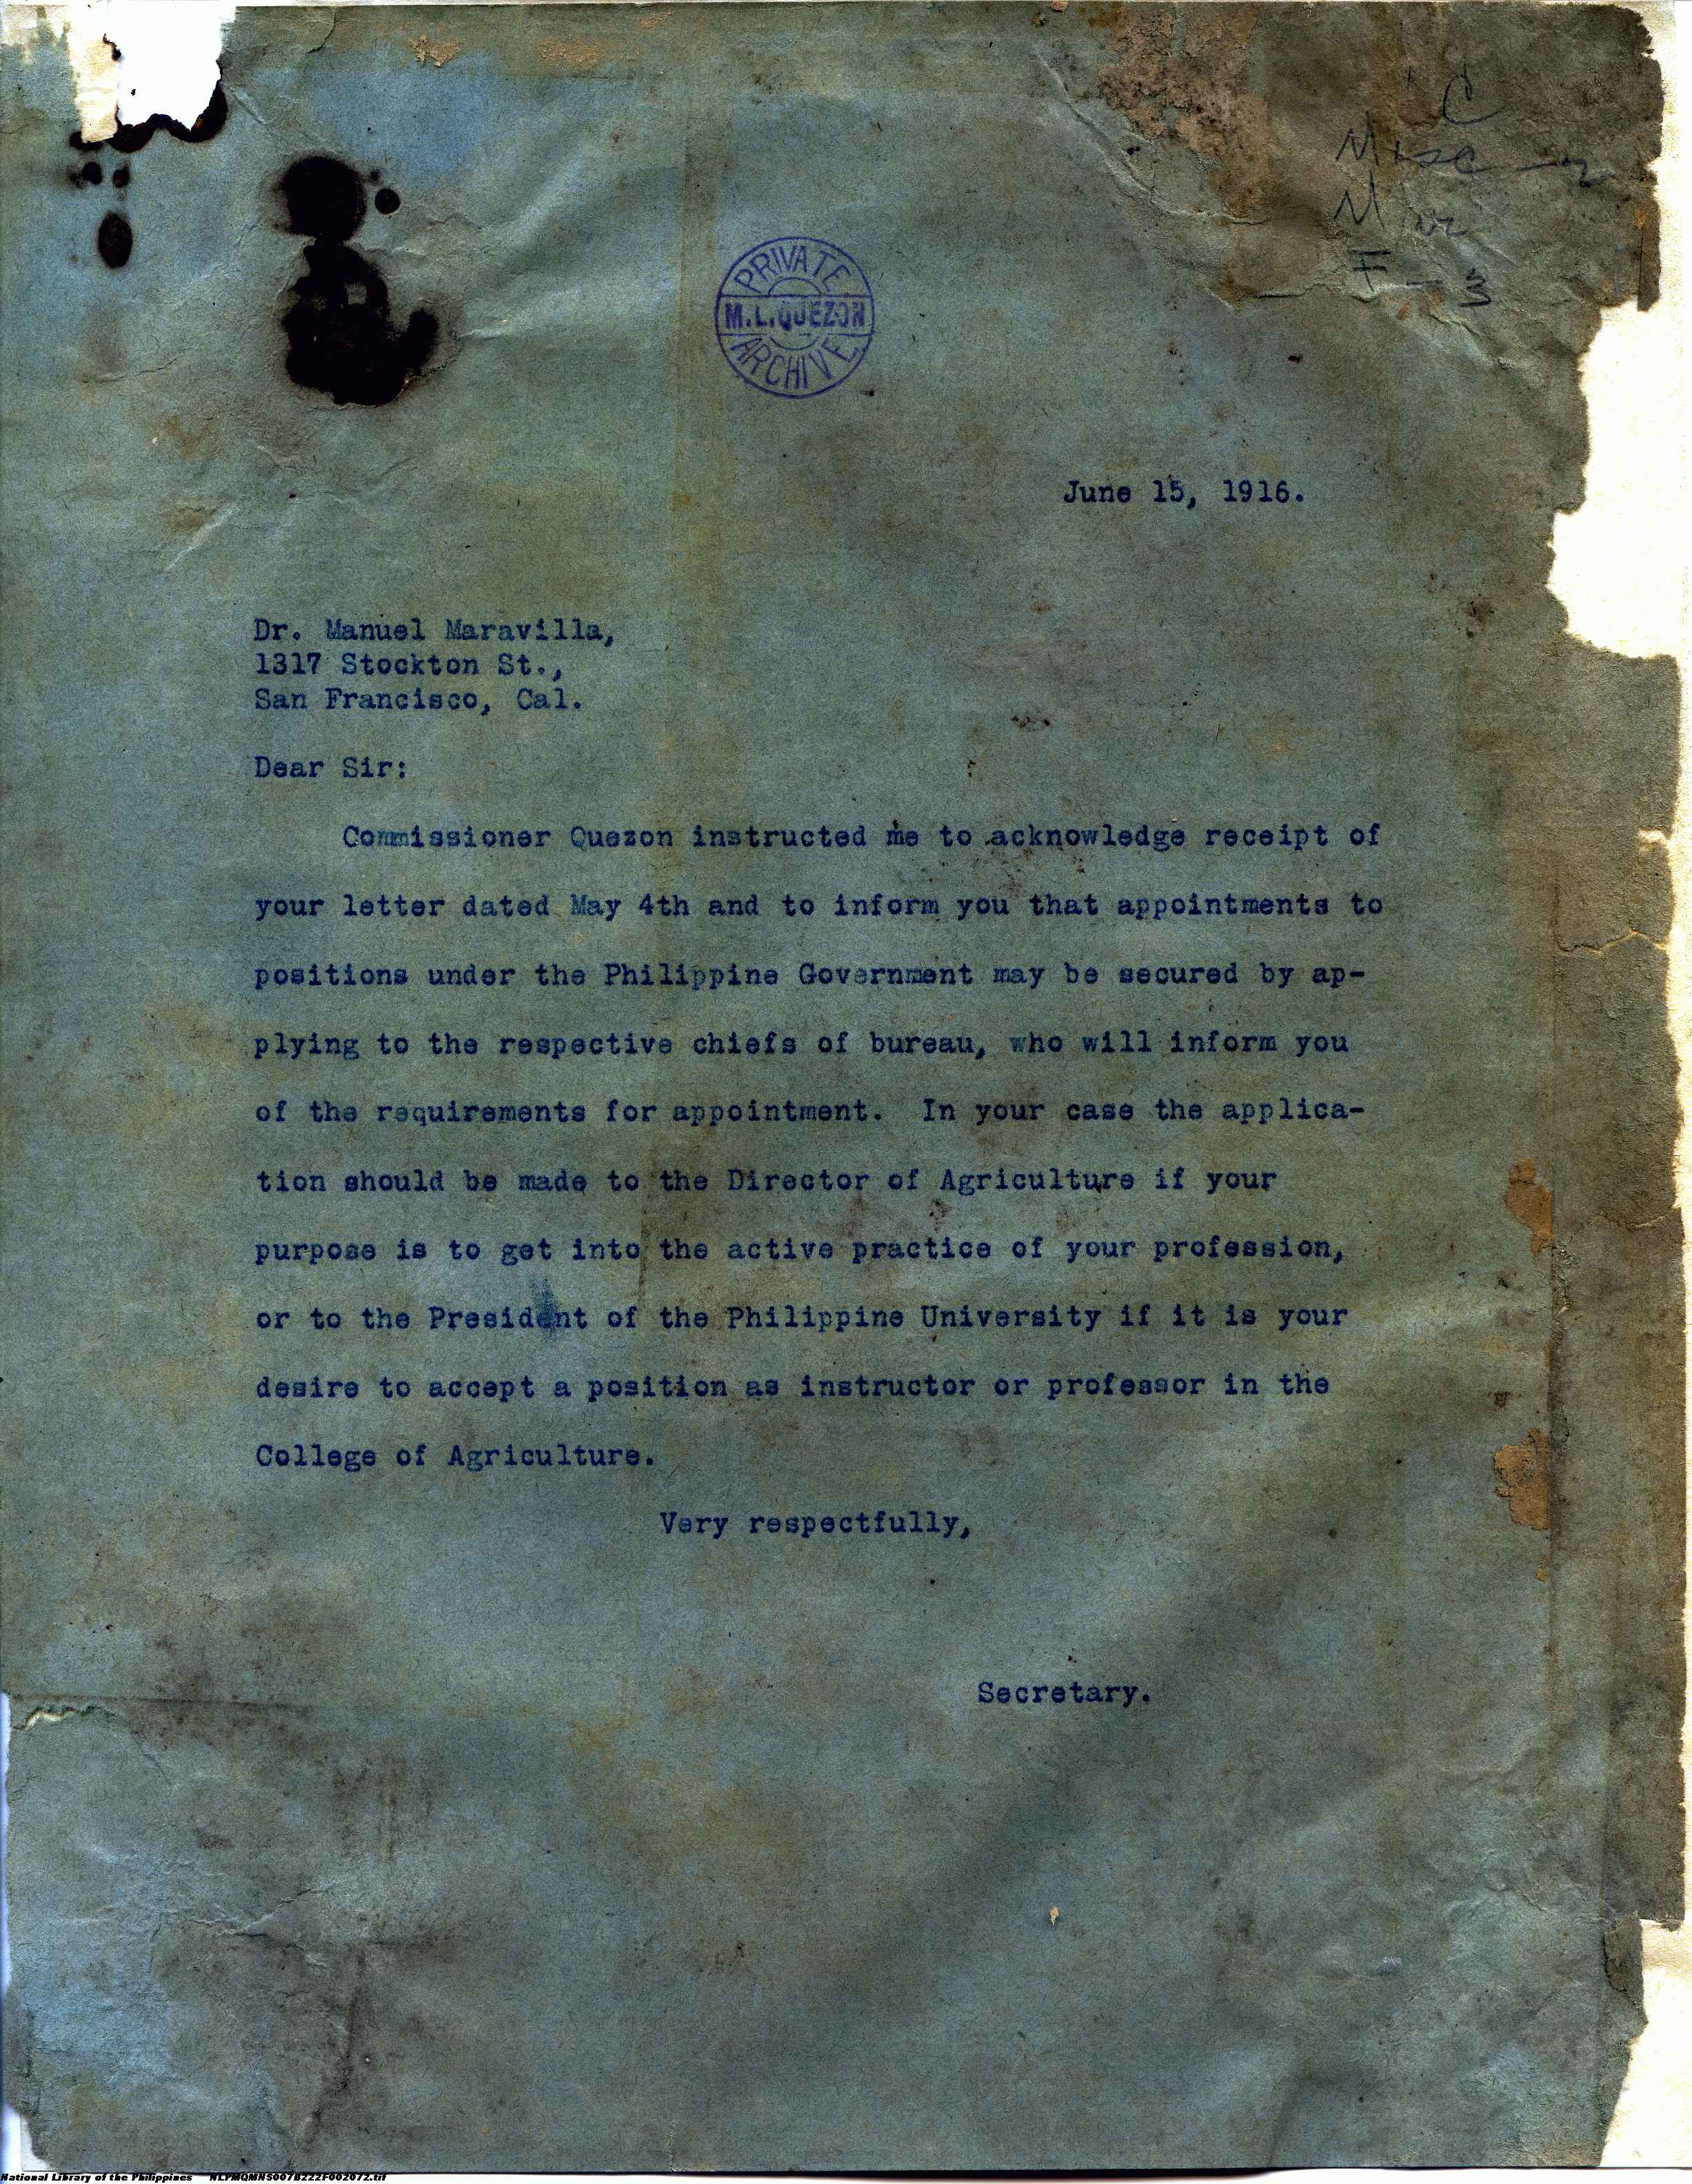 C
Misc
F - 3
PRIVATE
M.L.QUEZON
ARCHIVE
June 15, 1916.
Dr. Manuel Maravilla,
1317 Stockton St.,
San Francisco, Cal.
Dear Sir:
Commissioner Quezon instructed me to acknowledge receipt of
your letter dated May 4th and to inform you that appointments to
positions under the Philippine Government may be secured by ap-
plying to the respective chiefs of bureau, who will inform you
of the requirements for appointment. In your case the applica-
tion should be made to the Director of Agriculture if your
purpose is to get into the active practice of your profession,
or to the President of the Philippine University if it is your
desire to accept a position as instructor or professor in the
College of Agriculture.
Very respectfully,
Secretary.
National Library of the Philippines NLPMQMNS007B222F002072.tif